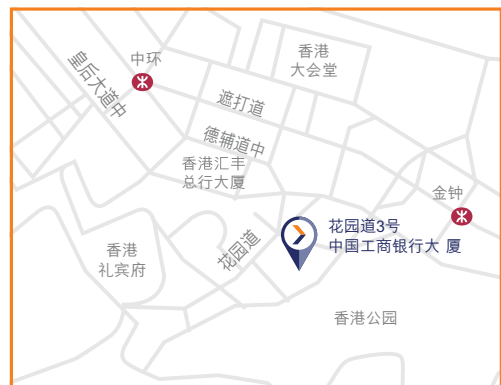 中环
香港
大会堂
皇后大道中
遮打道
德辅道中
香港汇丰
总行大厦
金钟
花园道3号
中国工商银行大 厦
花园道
香港
礼宾府
香港公园